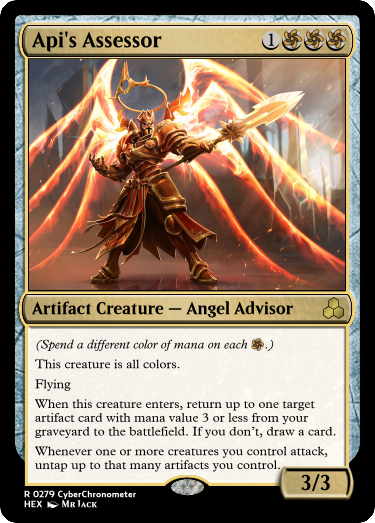 Api's Assessor
1
Artifact Creature — Angel Advisor
(Spend a different color of mana on each .)
This creature is all colors.
Flying
When this creature enters, return up to one target
artifact card with mana value 3 or less from your
graveyard to the battlefield. If you don't, draw a card.
Whenever one or more creatures you control attack,
untap up to that many artifacts you control.
3/3
R 0279 CyberChronometer
HEX Mr Jack